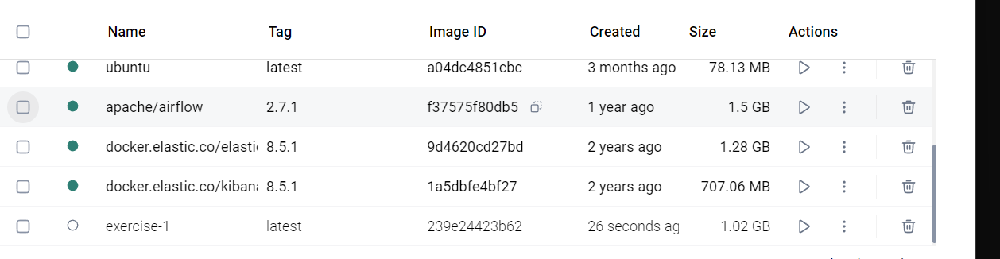 Name Tag Image ID Created Size Actions
ubuntu latest a04dc4851cbc 3 months ago 78.13 MB
apache/airflow 2.7.1 f37575f80db5 1 year ago 1.5 GB
docker.elastic.co/elastic 8.5.1 9d4620cd27bd 2 years ago 1.28 GB
docker.elastic.co/kibana 8.5.1 1a5dbfe4bf27 2 years ago 707.06 MB
exercise-1 latest 239e24423b62 26 seconds ag 1.02 GB